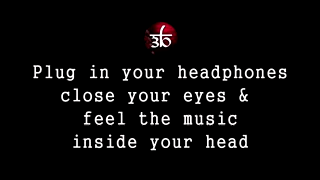 Plug in your headphones
close your eyes &
feel the music
inside your head